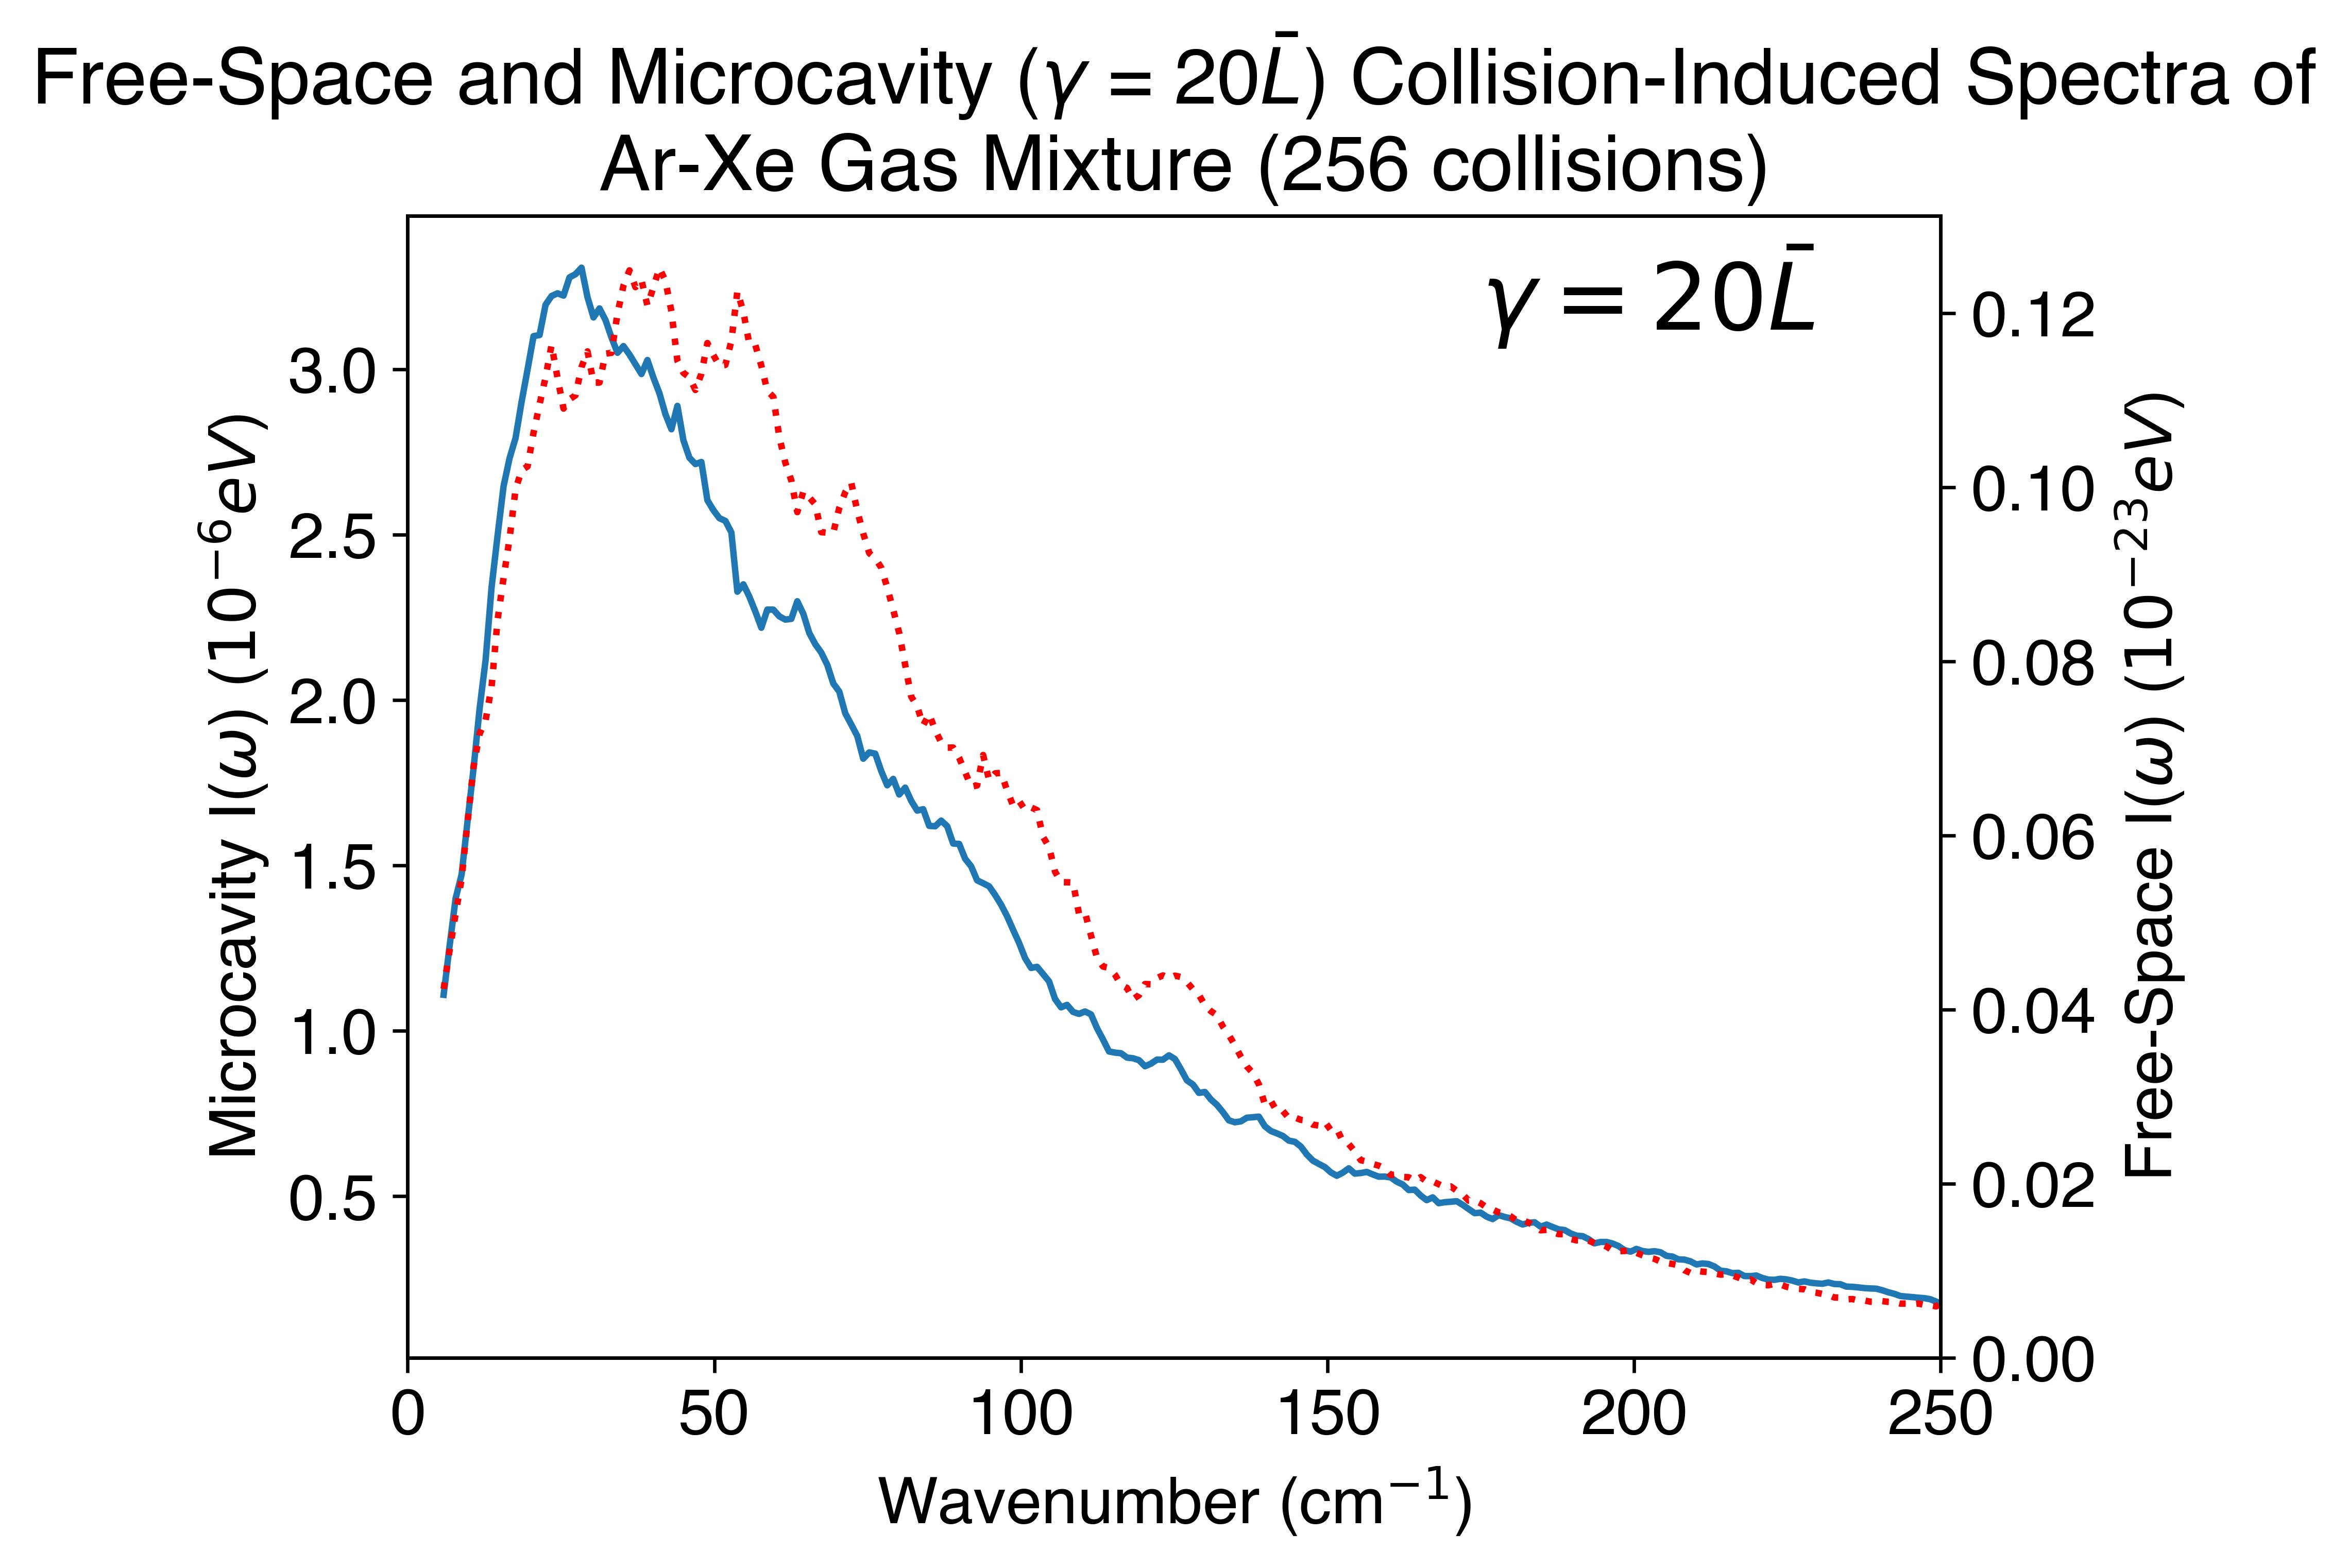 Free-Space and Microcavity (γ = 20L̄) Collision-Induced Spectra of
Ar-Xe Gas Mixture (256 collisions)
γ = 20L̄
Microcavity I(ω) (10⁻⁶eV)
3.0
2.5
2.0
1.5
1.0
0.5
0.12
0.10
0.08
0.06
0.04
0.02
0.00
Free-Space I(ω) (10⁻²³eV)
0 50 100 150 200 250
Wavenumber (cm⁻¹)